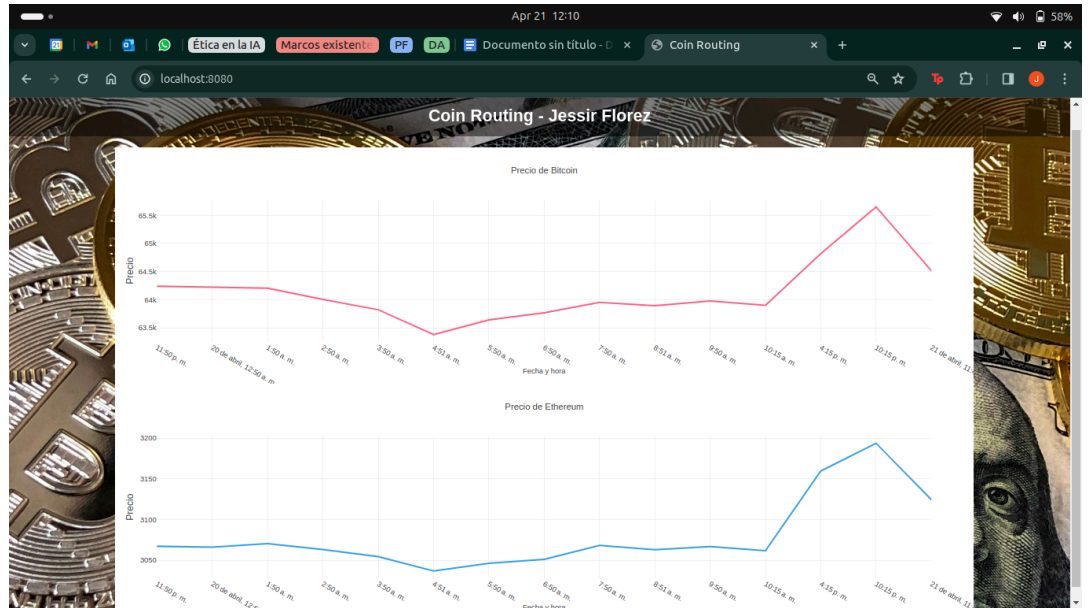 Apr 21 12:10
58%
Ética en la IA
Marcos existente
PF
DA
Documento sin título - D
Coin Routing
localhost:8080
Coin Routing - Jessir Florez
Precio de Bitcoin
65.5k
65k
64.5k
64k
63.5k
Precio
11:50 p. m.
20 de abril, 12:50 a. m
1:50 a. m.
2:50 a. m.
3:50 a. m.
4:51 a. m.
5:50 a. m.
6:50 a. m.
7:50 a. m.
8:51 a. m.
9:50 a. m.
10:15 a. m.
4:15 p. m.
10:15 p. m.
21 de abril, 11:
Fecha y hora
Precio de Ethereum
3200
3150
3100
3050
Precio
11:50 p. m.
20 de abril, 12:5
1:50 a. m.
2:50 a. m.
3:50 a. m.
4:51 a. m.
5:50 a. m.
6:50 a. m.
7:50 a. m.
8:51 a. m.
9:50 a. m.
10:15 a. m.
4:15 p. m.
10:15 p. m.
21 de abril, 11
Fecha y hora